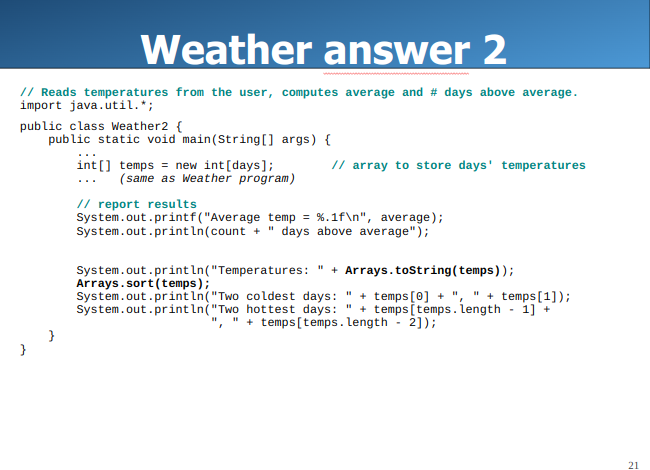 Weather answer 2
// Reads temperatures from the user, computes average and # days above average.
import java.util.*;
public class Weather2 {
    public static void main(String[] args) {
        ...
        int[] temps = new int[days];        // array to store days' temperatures
        ...   (same as Weather program)
        // report results
        System.out.printf("Average temp = %.1f\n", average);
        System.out.println(count + " days above average");
        System.out.println("Temperatures: " + Arrays.toString(temps));
        Arrays.sort(temps);
        System.out.println("Two coldest days: " + temps[0] + ", " + temps[1]);
        System.out.println("Two hottest days: " + temps[temps.length - 1] +
                           ", " + temps[temps.length - 2]);
    }
}
21